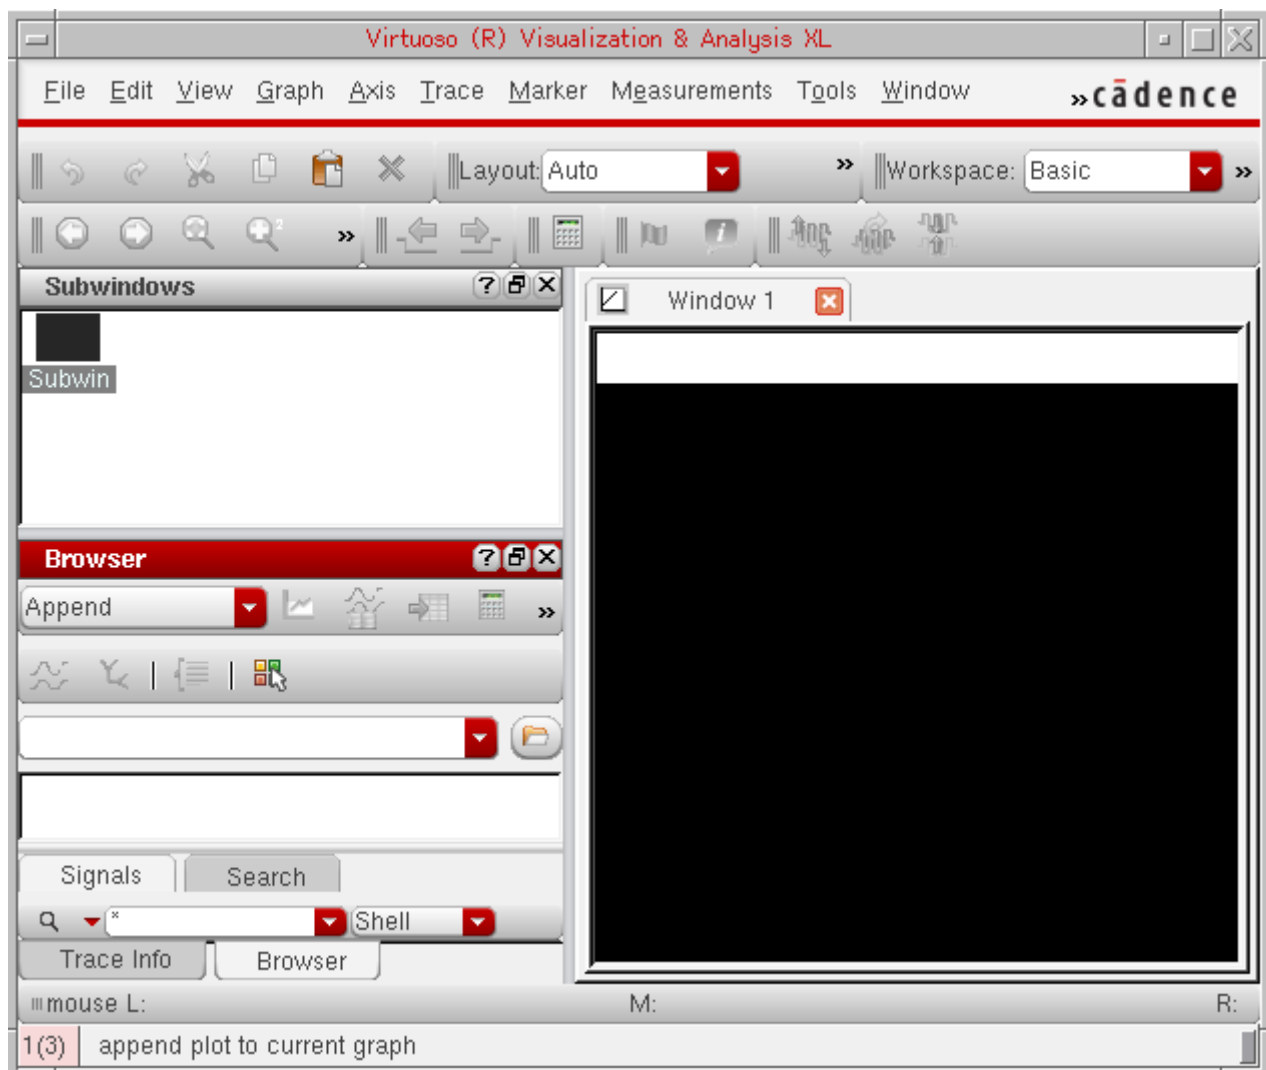 Virtuoso (R) Visualization & Analysis XL
File Edit View Graph Axis Trace Marker Measurements Tools Window » cādence
Layout: Auto » Workspace: Basic »
2 »
Subwindows ?
Window 1
Subwin
Browser ?
Append »
Signals Search
* Shell
Trace Info Browser
mouse L: M: R:
1(3) append plot to current graph